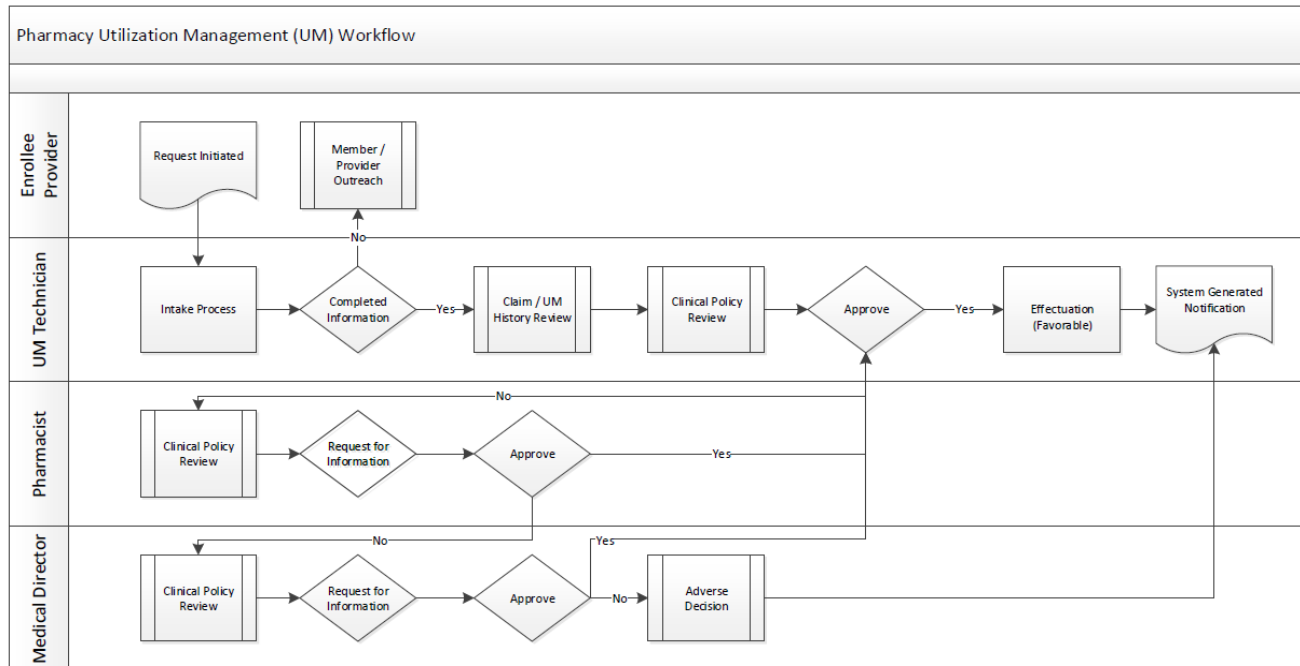 Pharmacy Utilization Management (UM) Workflow
Enrollee
Provider
Request Initiated
Member /
Provider
Outreach
No
UM Technician
Intake Process
Completed
Information
Yes
Claim / UM
History Review
Clinical Policy
Review
Approve
Yes
Effectuation
(Favorable)
System Generated
Notification
No
Pharmacist
Clinical Policy
Review
Request for
Information
Approve
Yes
No
Yes
Medical Director
Clinical Policy
Review
Request for
Information
Approve
No
Adverse
Decision